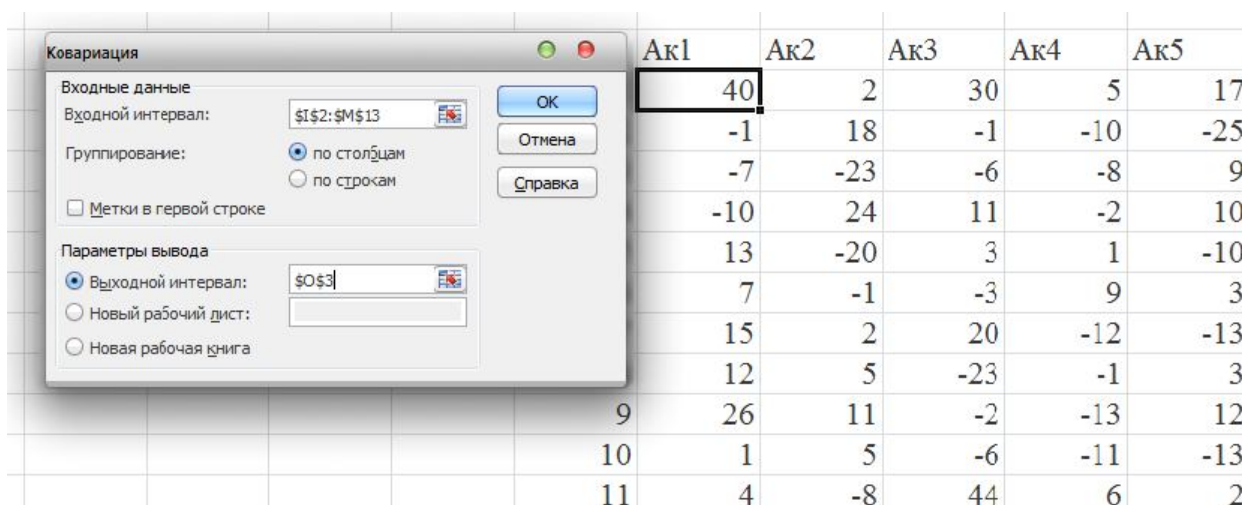 Ковариация
Входные данные
Входной интервал: $I$2:$M$13
Группирование: по столбцам
по строкам
Метки в первой строке
Параметры вывода
Выходной интервал: $O$3
Новый рабочий лист:
Новая рабочая книга
OK
Отмена
Справка
Ак1 Ак2 Ак3 Ак4 Ак5
40 2 30 5 17
-1 18 -1 -10 -25
-7 -23 -6 -8 9
-10 24 11 -2 10
13 -20 3 1 -10
7 -1 -3 9 3
15 2 20 -12 -13
12 5 -23 -1 3
9 26 11 -2 -13 12
10 1 5 -6 -11 -13
11 4 -8 44 6 2